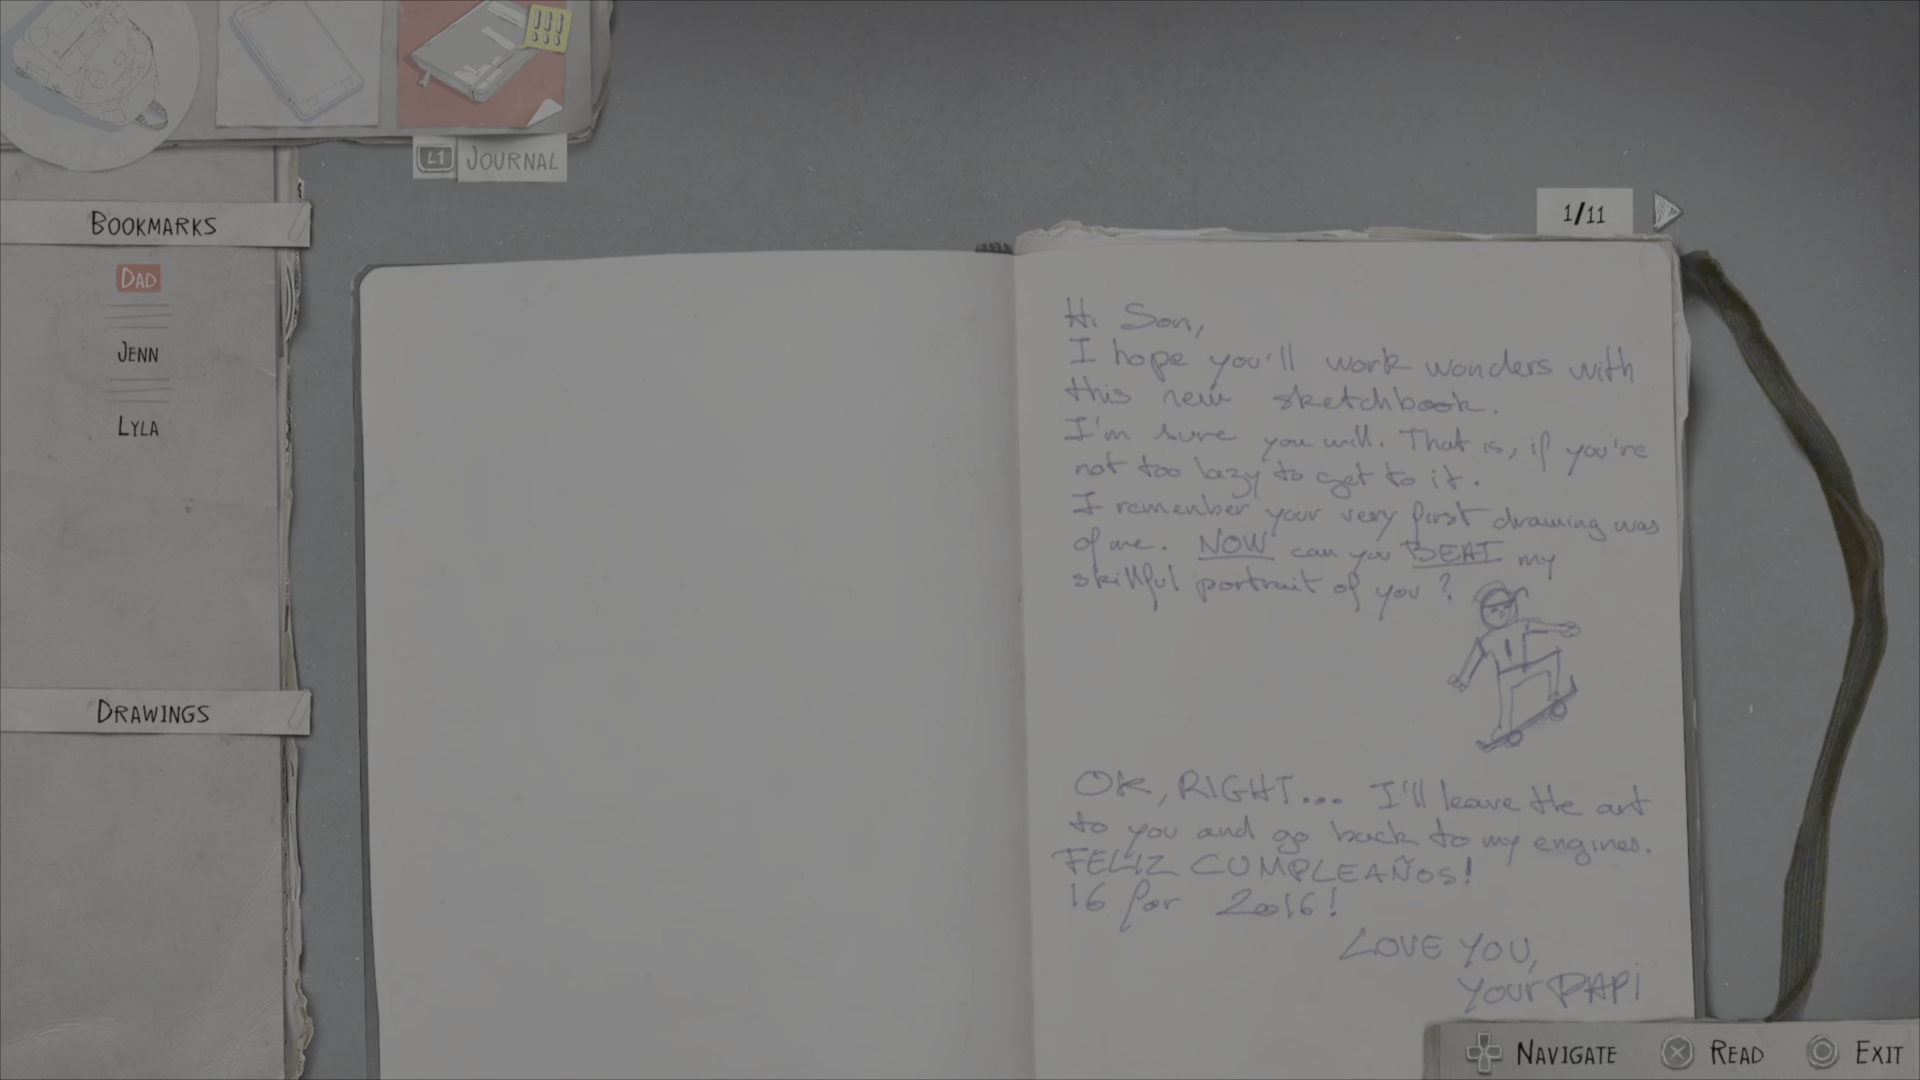 L1 JOURNAL
BOOKMARKS
DAD
JENN
LYLA
DRAWINGS
1/11
Hi Son,
I hope you'll work wonders with
this new sketchbook.
I'm sure you will. That is, if you're
not too lazy to get to it.
I remember your very first drawing was
of me. NOW can you BEAT my
skillful portrait of you?
OK, RIGHT... I'll leave the art
to you and go back to my engines.
FELIZ CUMPLEAÑOS!
16 for 2016!
LOVE YOU,
Your PAPi
NAVIGATE READ EXIT